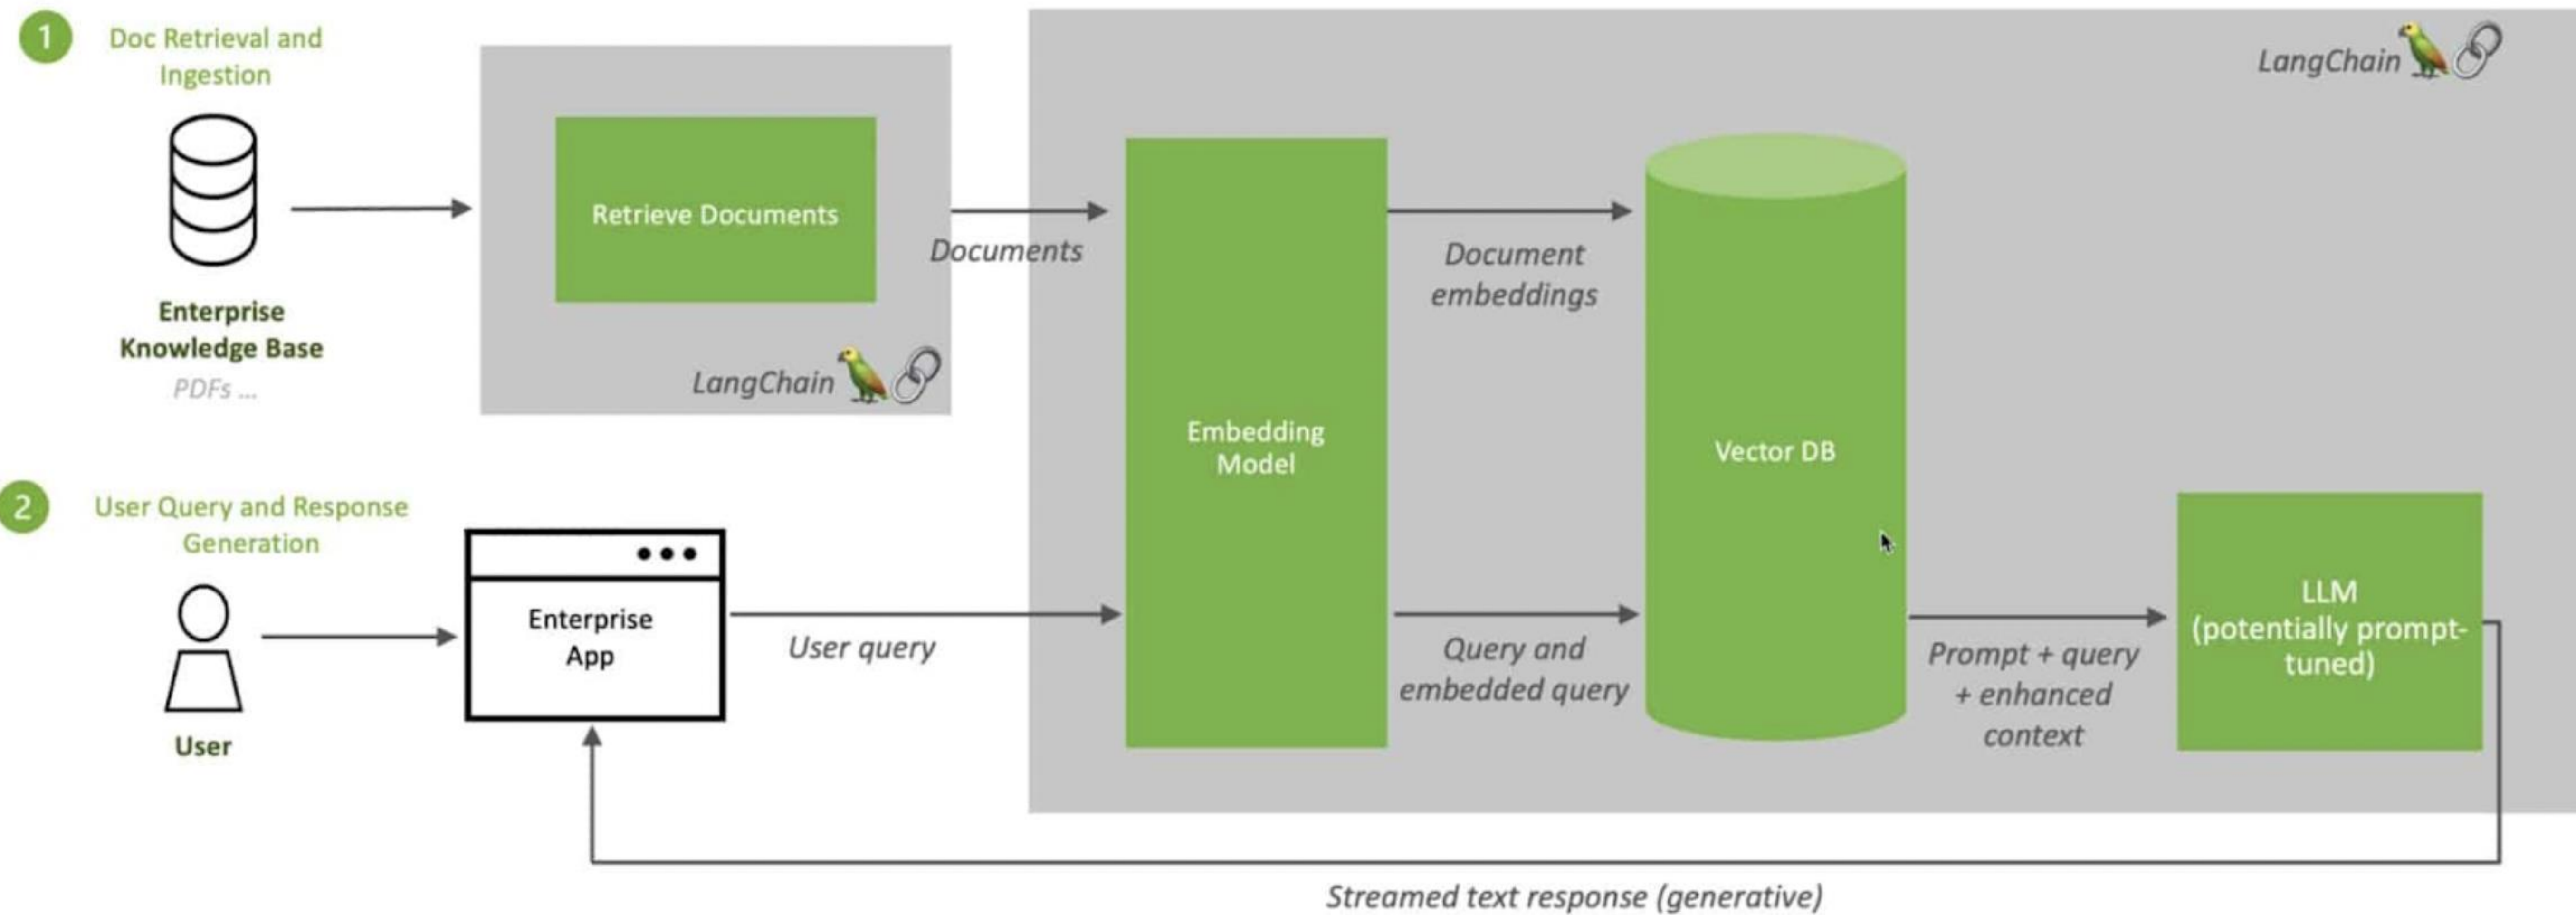 1
Doc Retrieval and
Ingestion
Enterprise
Knowledge Base
PDFs ...
Retrieve Documents
LangChain
Documents
LangChain
Embedding
Model
Document
embeddings
Vector DB
2
User Query and Response
Generation
User
Enterprise
App
User query
Query and
embedded query
Prompt + query
+ enhanced
context
LLM
(potentially prompt-
tuned)
Streamed text response (generative)